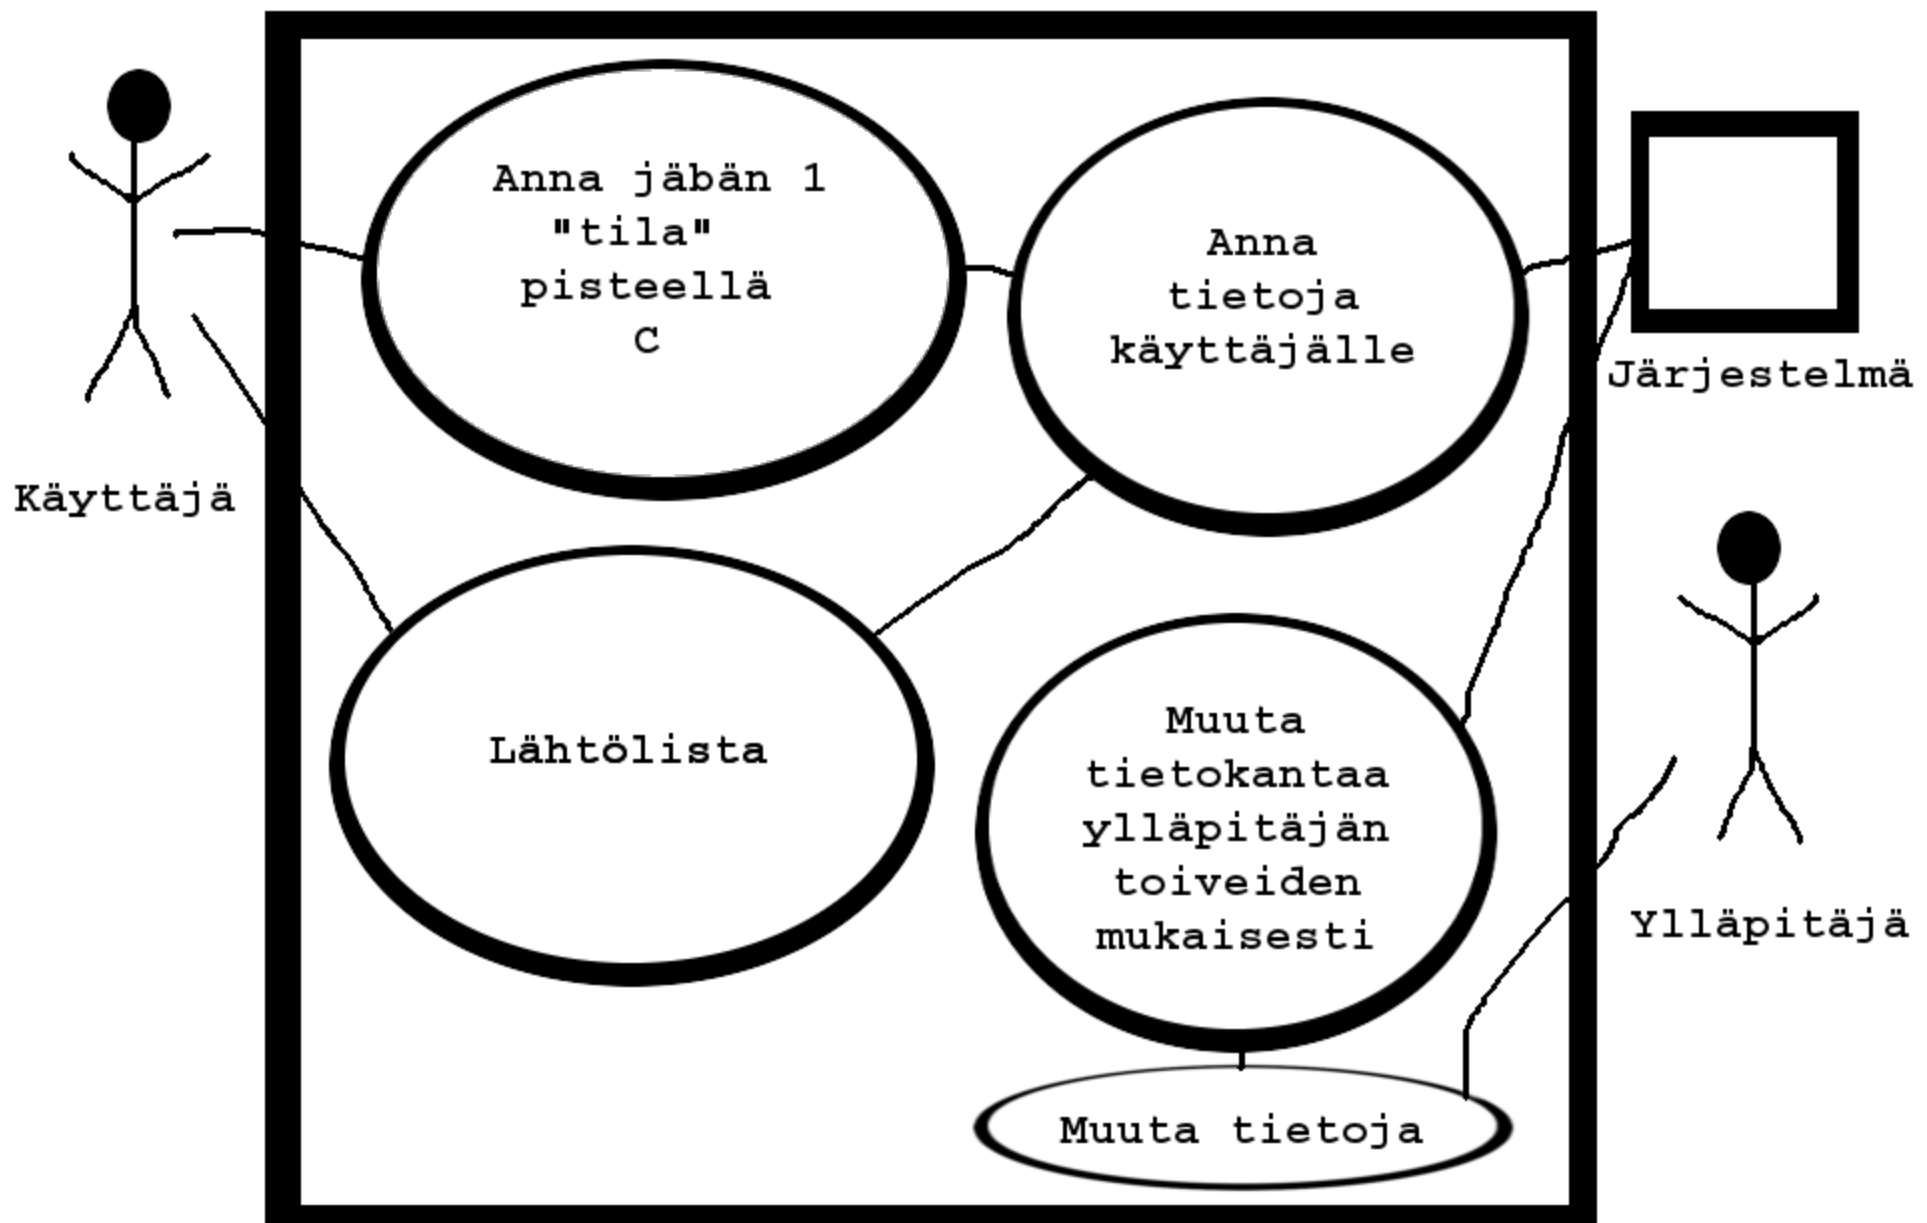 Anna jäbän 1
"tila"
pisteellä
C
Anna
tietoja
käyttäjälle
Järjestelmä
Käyttäjä
Lähtölista
Muuta
tietokantaa
ylläpitäjän
toiveiden
mukaisesti
Ylläpitäjä
Muuta tietoja